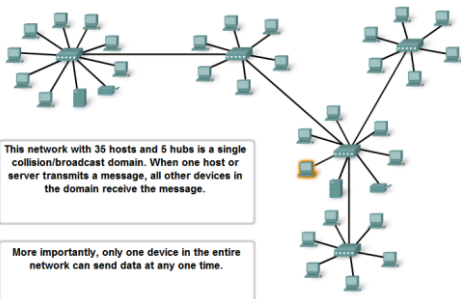 This network with 35 hosts and 5 hubs is a single
collision/broadcast domain. When one host or
server transmits a message, all other devices in
the domain receive the message.
More importantly, only one device in the entire
network can send data at any one time.